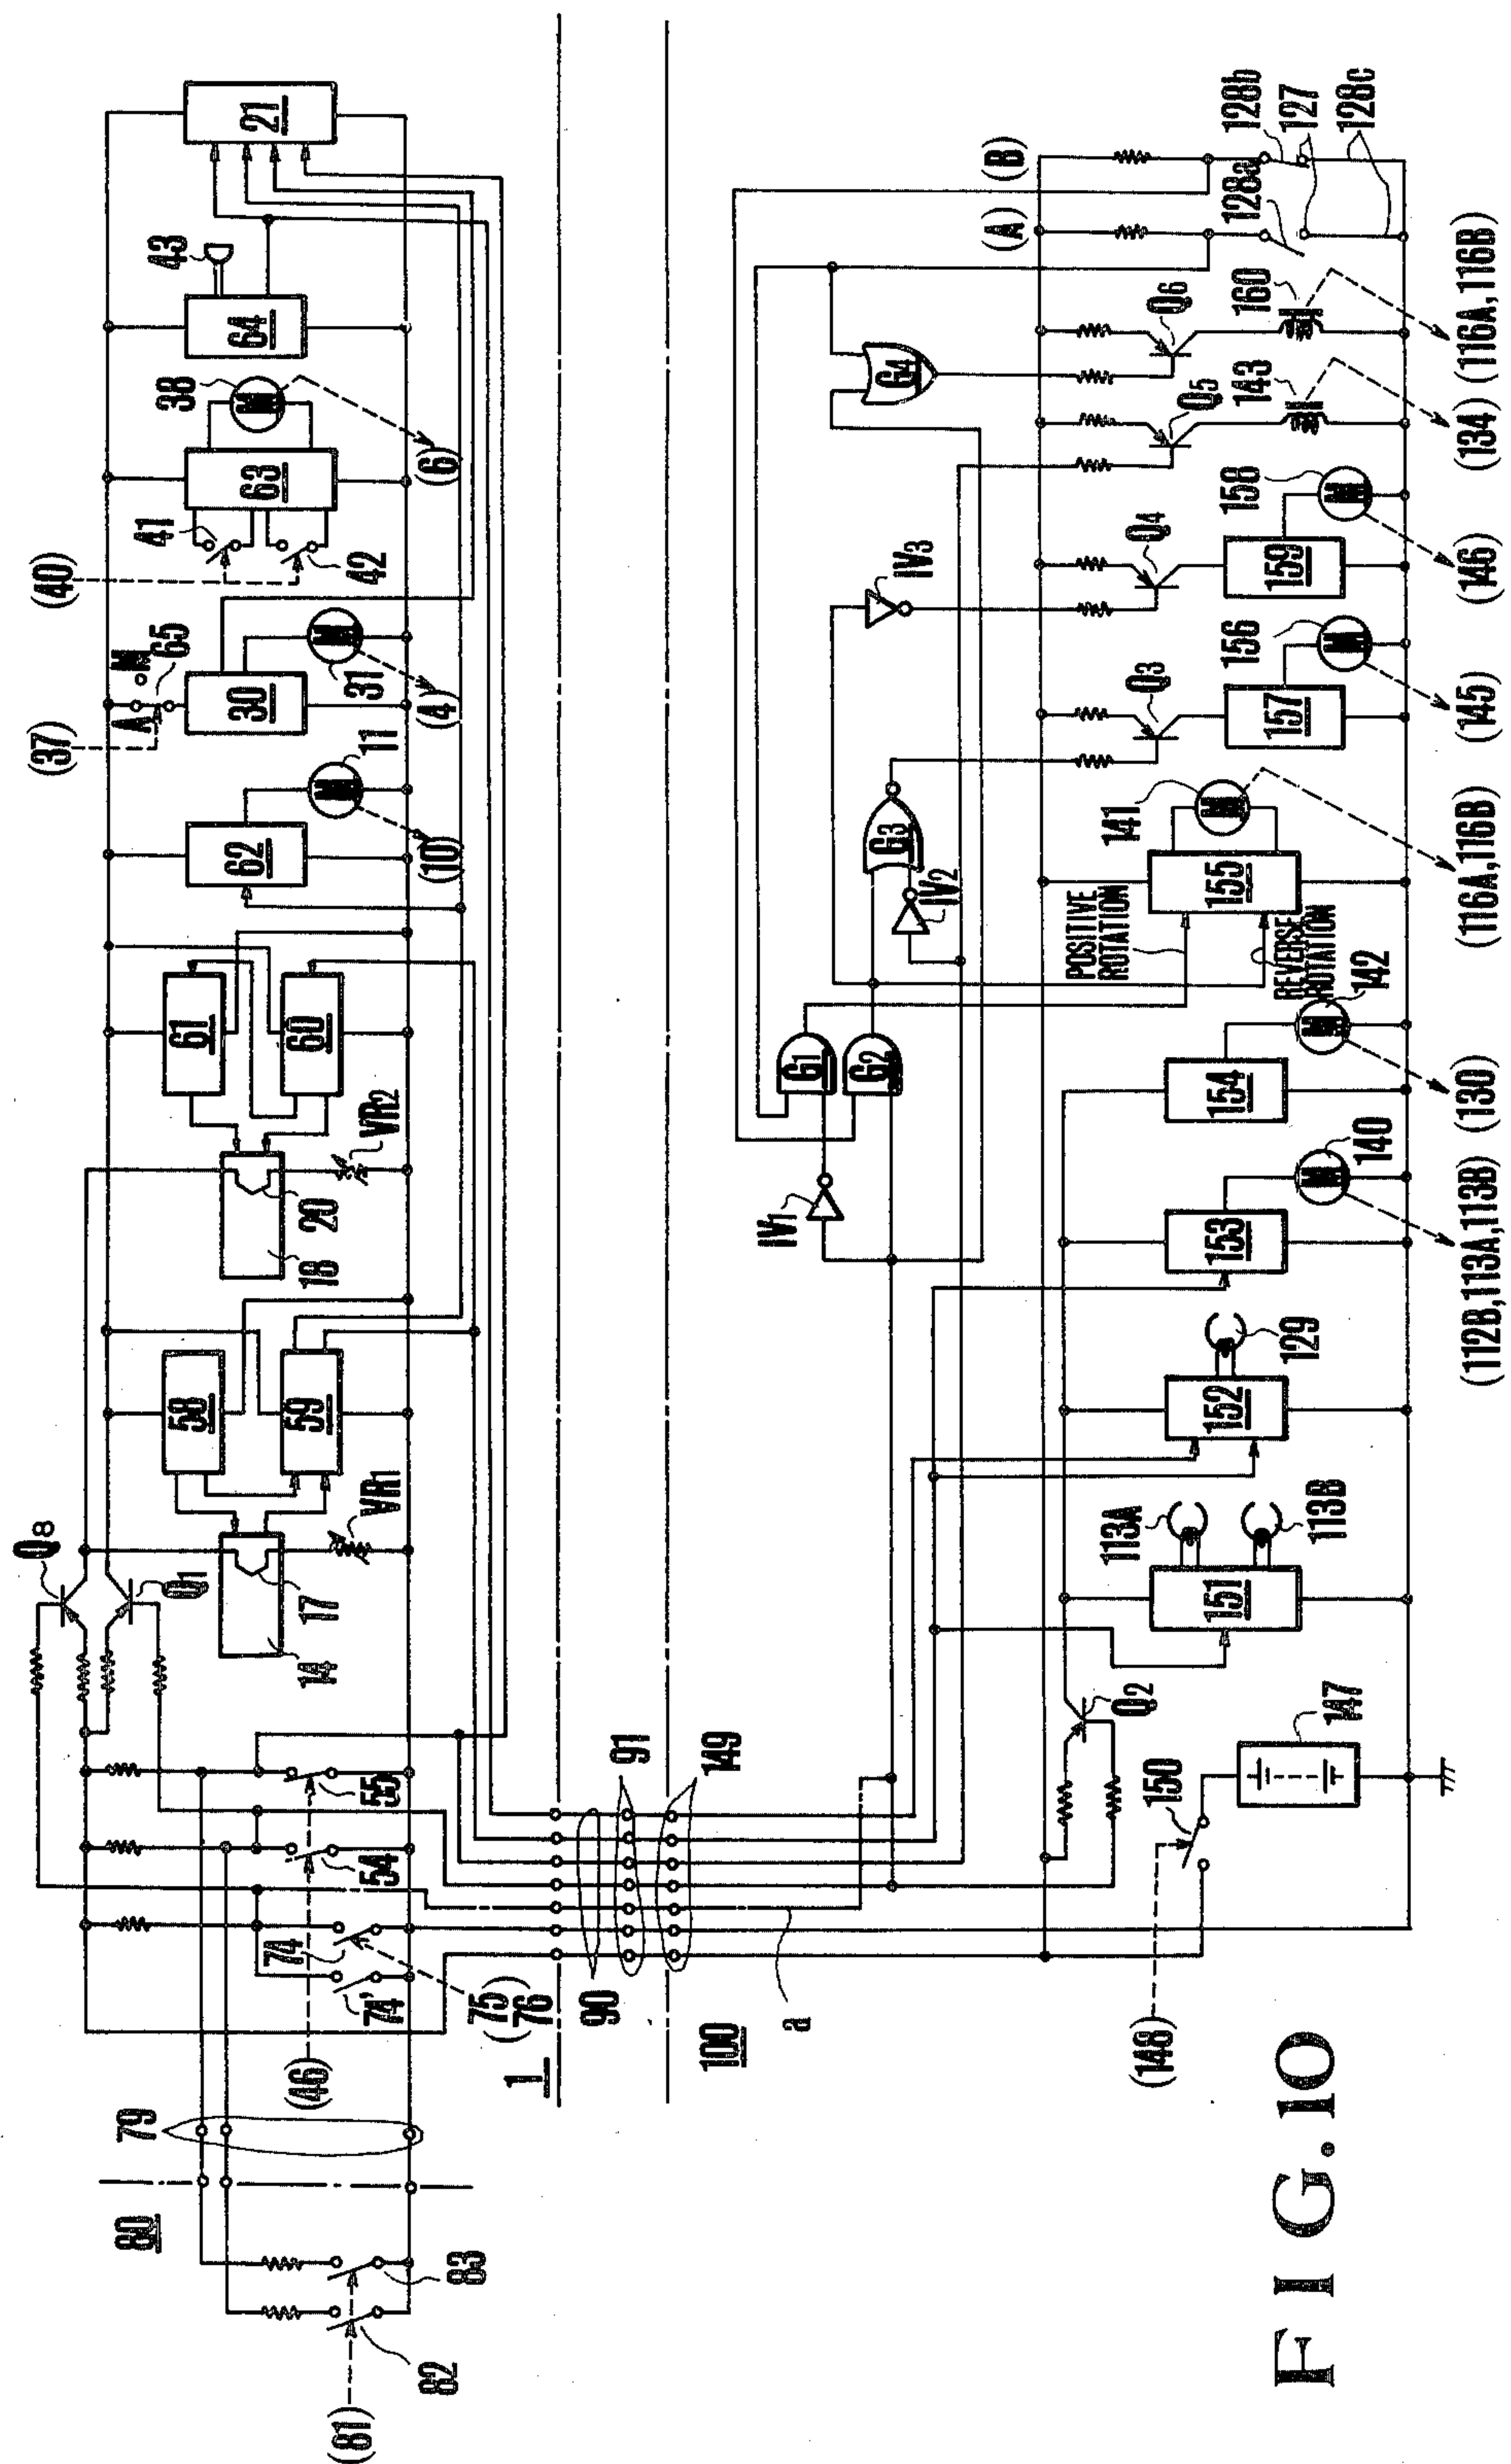 (81)
82
83
80
79
(46)
74'
74
(75)
76
54
55
Q8
Q1
14
17
VR1
58
59
18
20
VR2
61
60
62
11
(10)
(37)
A
M
65
30
31
(4)
(40)
41
42
63
38
M
(6)
64
43
21
1
90
91
100
149
a
(148)
150
147
Q2
151
113A
113B
152
129
153
M
140
(112B,113A,113B)
154
M
142
(130)
IV1
G1
G2
POSITIVE
ROTATION
REVERSE
ROTATION
155
M
141
(116A,116B)
IV2
G3
Q3
157
M
156
(145)
IV3
Q4
159
M
158
(146)
G4
Q5
143
(134)
Q6
160
(116A,116B)
(A)
(B)
128a
128b
127
128c
FIG.10